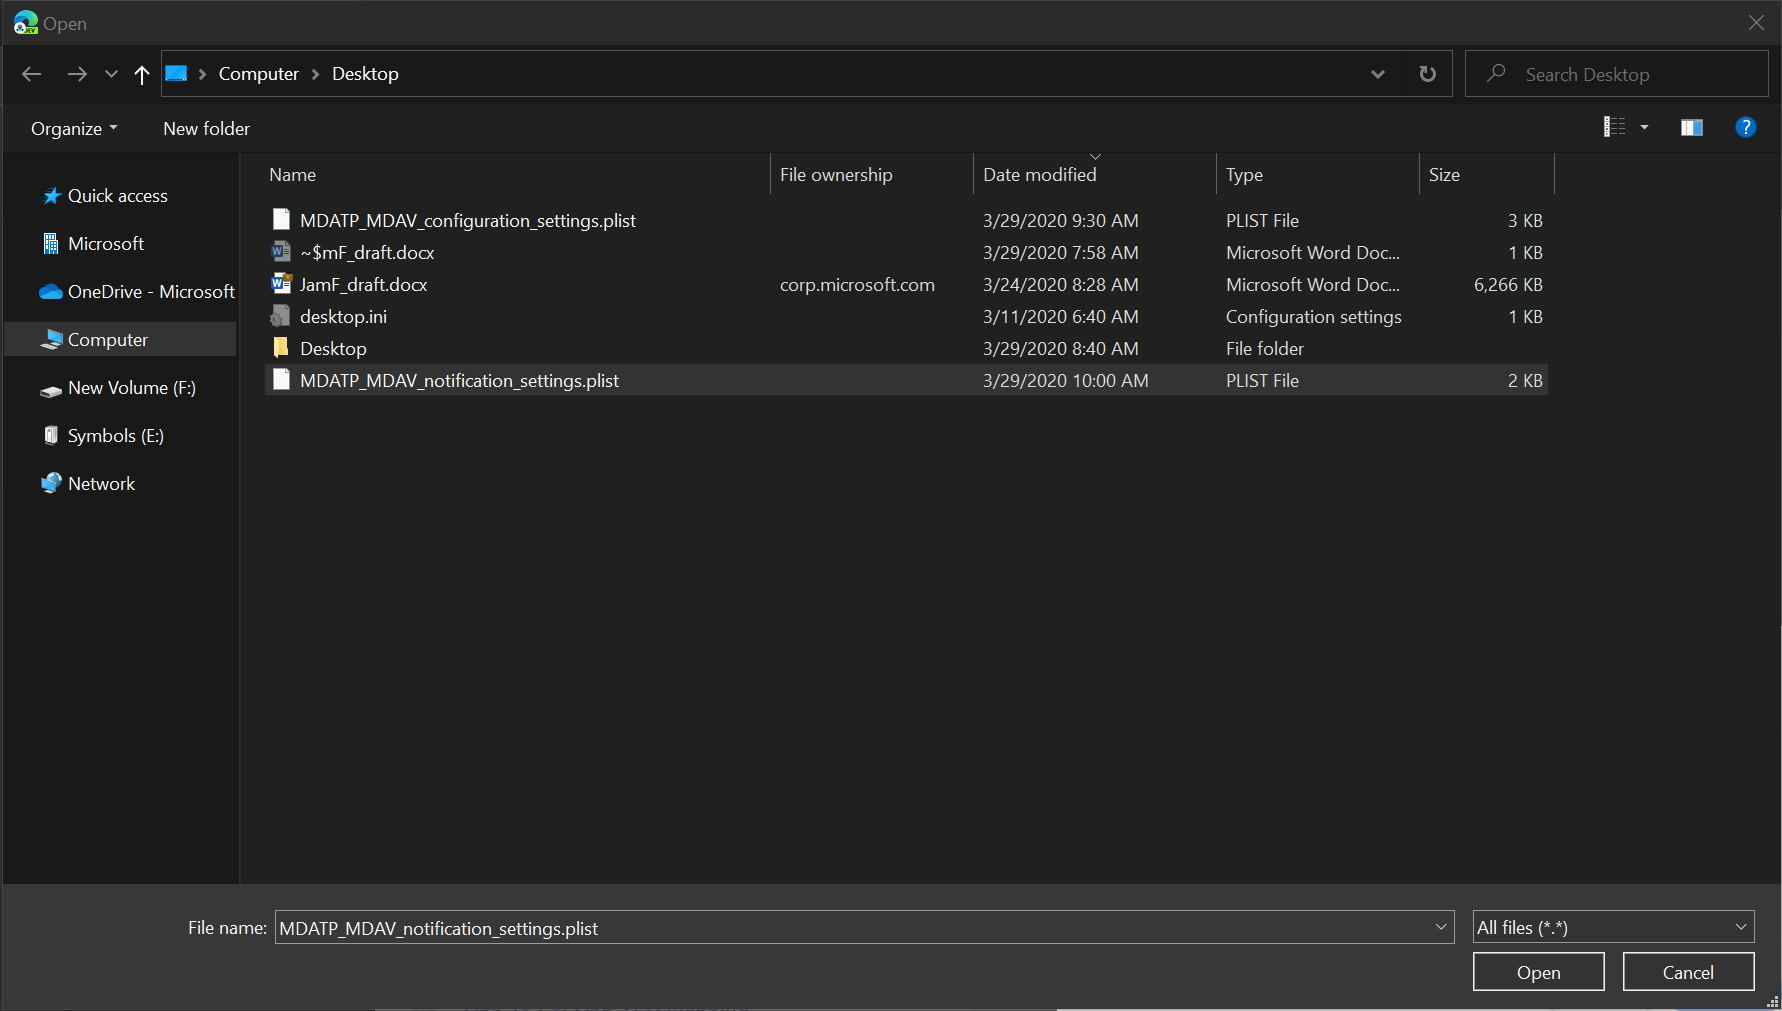 Open
Computer > Desktop
Search Desktop
Organize
New folder
Name File ownership Date modified Type Size
MDATP_MDAV_configuration_settings.plist 3/29/2020 9:30 AM PLIST File 3 KB
~$mF_draft.docx 3/29/2020 7:58 AM Microsoft Word Doc... 1 KB
JamF_draft.docx corp.microsoft.com 3/24/2020 8:28 AM Microsoft Word Doc... 6,266 KB
desktop.ini 3/11/2020 6:40 AM Configuration settings 1 KB
Desktop 3/29/2020 8:40 AM File folder
MDATP_MDAV_notification_settings.plist 3/29/2020 10:00 AM PLIST File 2 KB
Quick access
Microsoft
OneDrive - Microsoft
Computer
New Volume (F:)
Symbols (E:)
Network
File name: MDATP_MDAV_notification_settings.plist
All files (*.*)
Open
Cancel